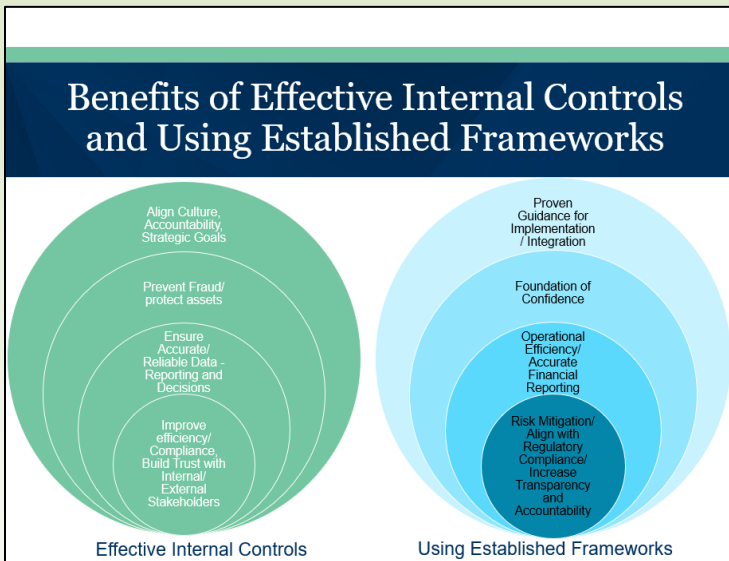 Benefits of Effective Internal Controls
and Using Established Frameworks
Align Culture,
Accountability,
Strategic Goals
Prevent Fraud/
protect assets
Ensure
Accurate/
Reliable Data -
Reporting and
Decisions
Improve
efficiency/
Compliance,
Build Trust with
Internal/
External
Stakeholders
Effective Internal Controls
Proven
Guidance for
Implementation
/ Integration
Foundation of
Confidence
Operational
Efficiency/
Accurate
Financial
Reporting
Risk Mitigation/
Align with
Regulatory
Compliance/
Increase
Transparency
and
Accountability
Using Established Frameworks